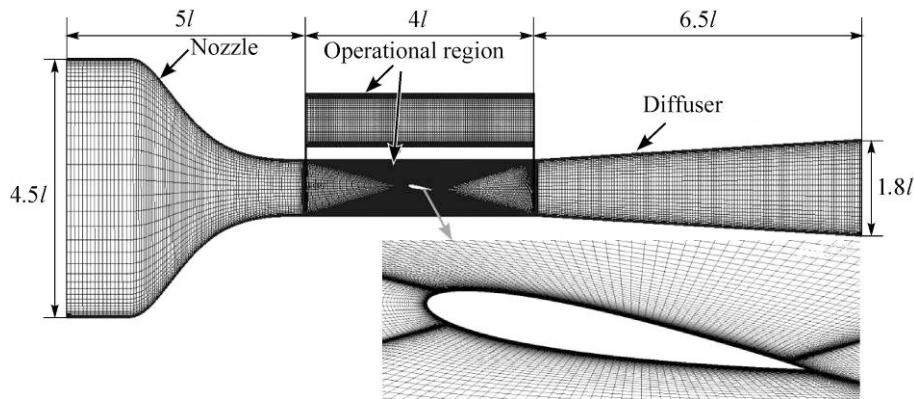 5l
4l
6.5l
Nozzle
Operational region
Diffuser
4.5l
1.8l